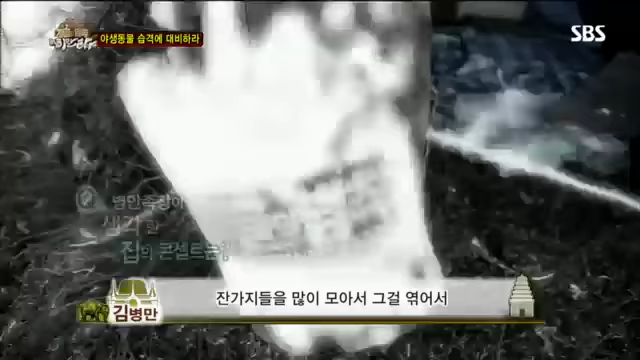 야생동물 습격에 대비하라
SBS
병만족장이
생각한
집의 콘셉트는?
김병만
잔가지들을 많이 모아서 그걸 엮어서